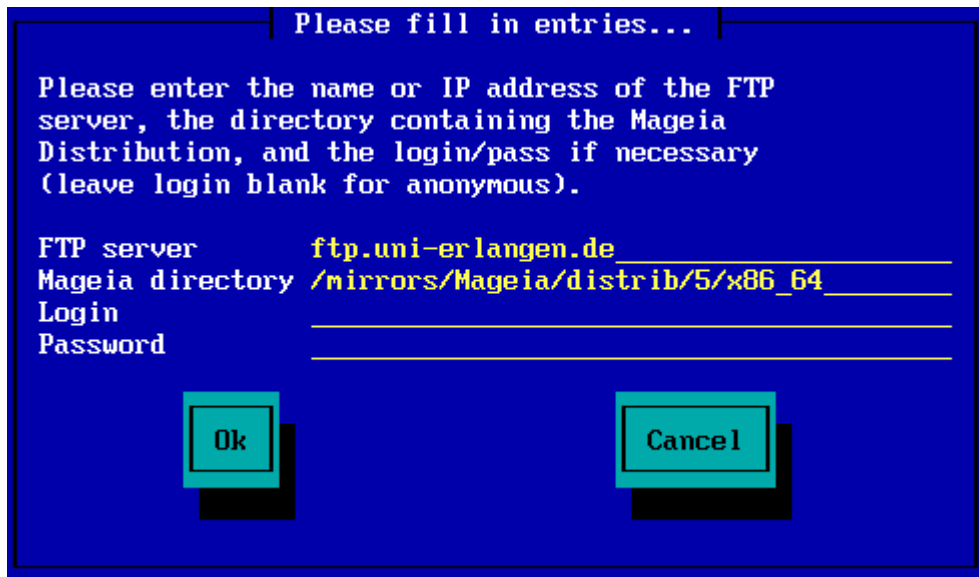 Please fill in entries...
Please enter the name or IP address of the FTP
server, the directory containing the Mageia
Distribution, and the login/pass if necessary
(leave login blank for anonymous).
FTP server ftp.uni-erlangen.de
Mageia directory /mirrors/Mageia/distrib/5/x86_64
Login
Password
Ok Cancel